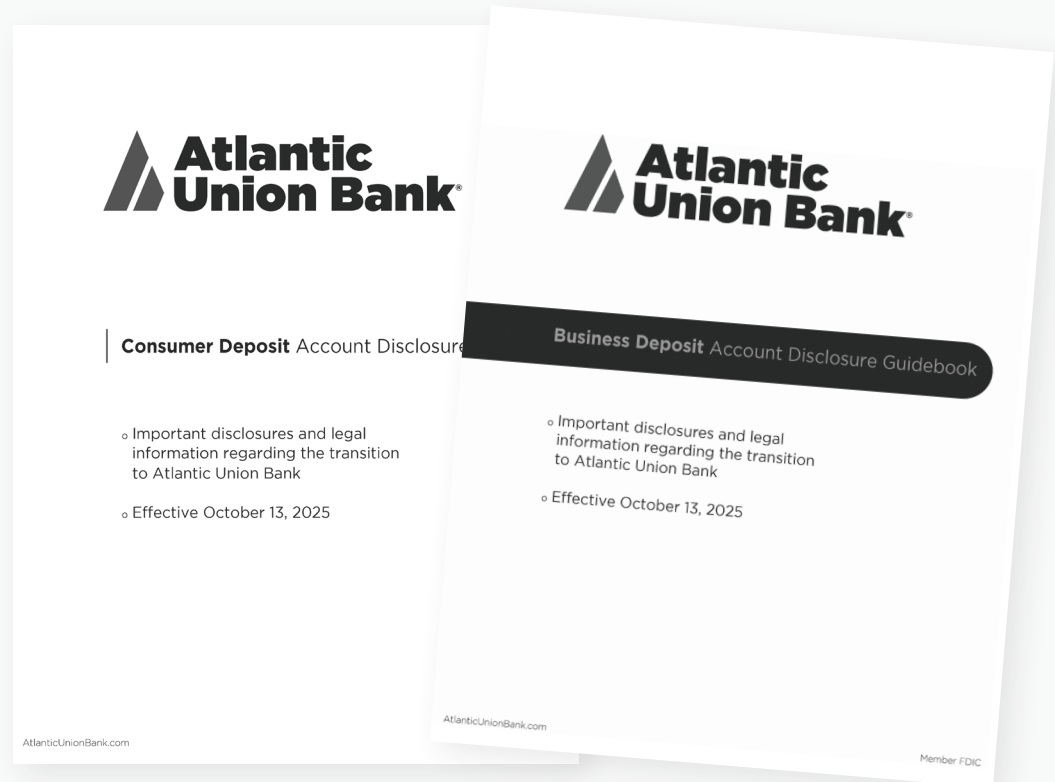 Atlantic
Union Bank®
Consumer Deposit Account Disclosure
o Important disclosures and legal
information regarding the transition
to Atlantic Union Bank
o Effective October 13, 2025
AtlanticUnionBank.com
Atlantic
Union Bank®
Business Deposit Account Disclosure Guidebook
o Important disclosures and legal
information regarding the transition
to Atlantic Union Bank
o Effective October 13, 2025
AtlanticUnionBank.com
Member FDIC